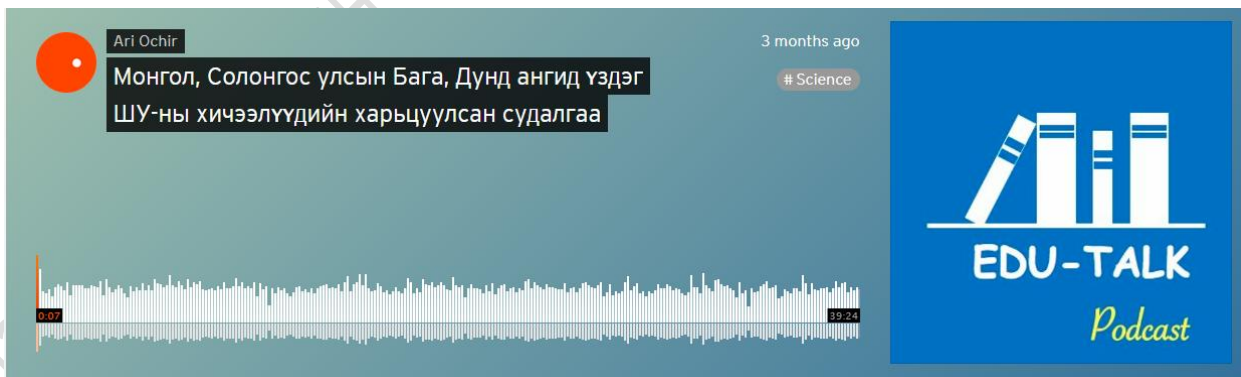 Ari Ochir
3 months ago
Монгол, Солонгос улсын Бага, Дунд ангид үздэг
# Science
ШУ-ны хичээлүүдийн харьцуулсан судалгаа
0:07
39:24
EDU-TALK
Podcast